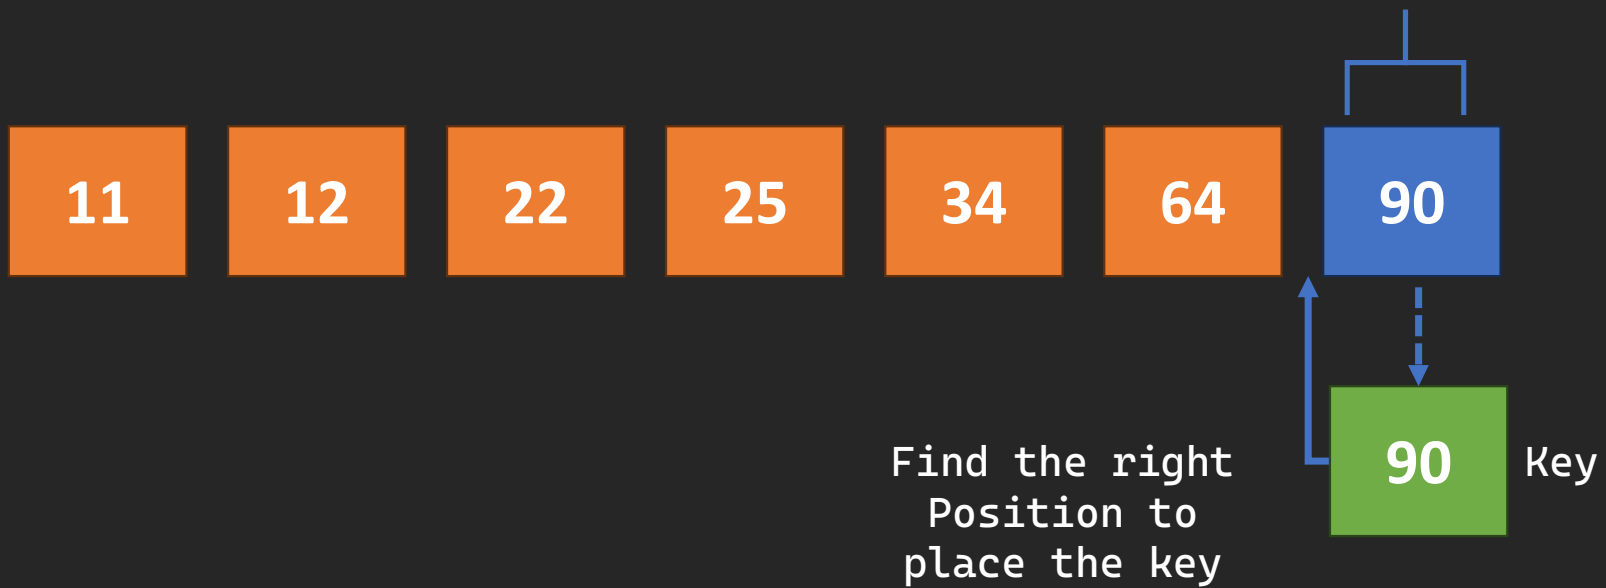 11 12 22 25 34 64 90
90 Key
Find the right
Position to
place the key